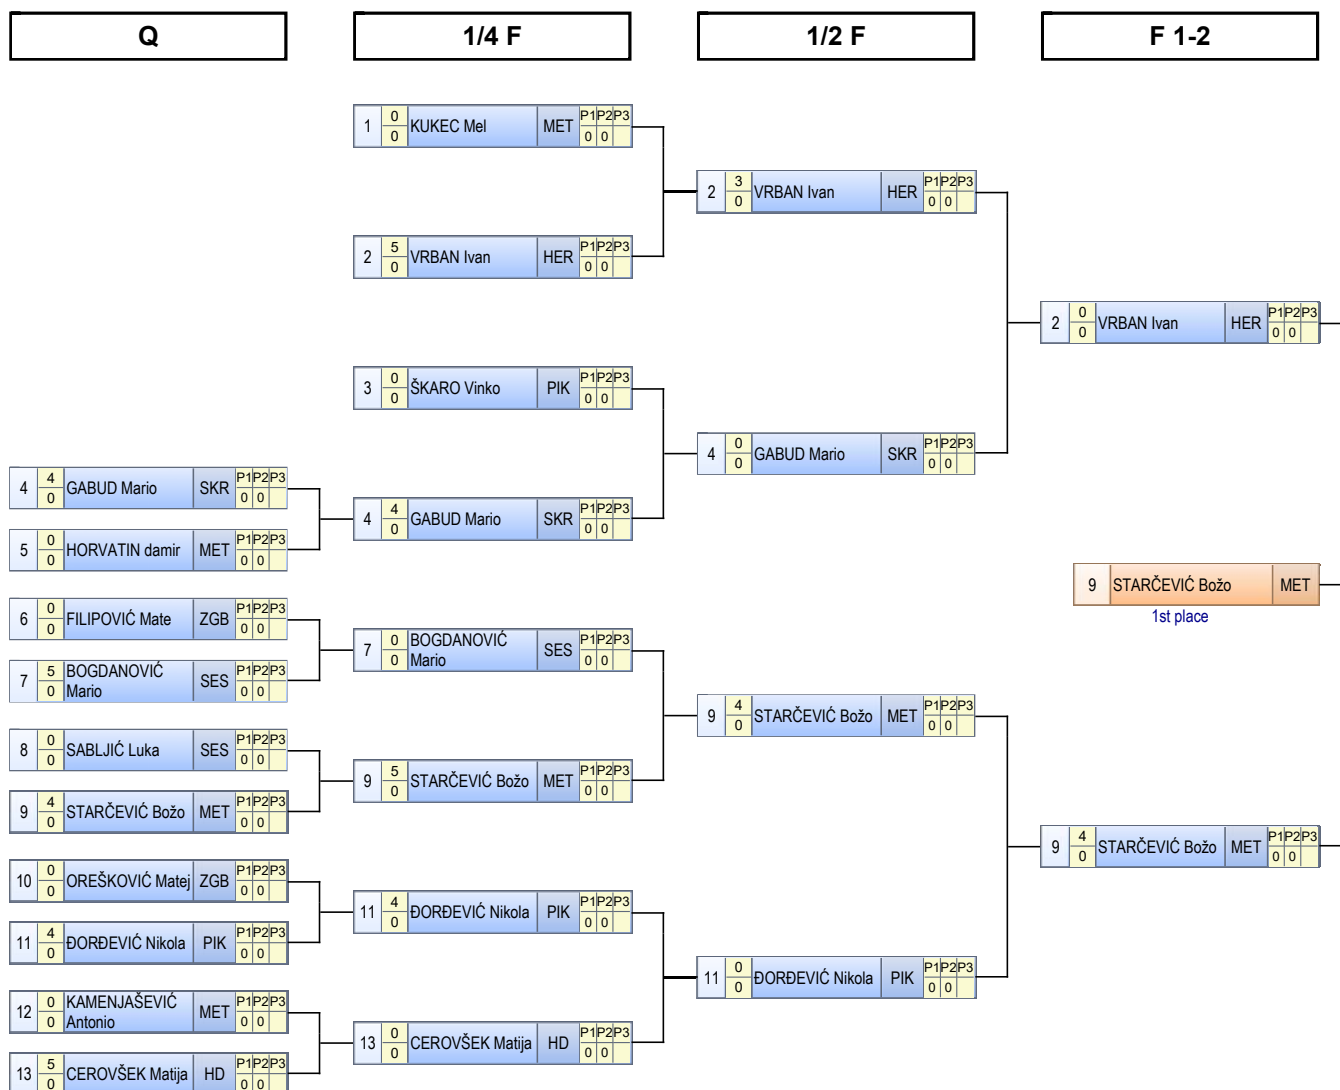 Q 1/4 F 1/2 F F 1-2
1 0 0 KUKEC Mel MET P1 P2 P3 0 0
2 3 0 VRBAN Ivan HER P1 P2 P3 0 0
2 5 0 VRBAN Ivan HER P1 P2 P3 0 0
2 0 0 VRBAN Ivan HER P1 P2 P3 0 0
3 0 0 ŠKARO Vinko PIK P1 P2 P3 0 0
4 0 0 GABUD Mario SKR P1 P2 P3 0 0
4 4 0 GABUD Mario SKR P1 P2 P3 0 0
4 4 0 GABUD Mario SKR P1 P2 P3 0 0
5 0 0 HORVATIN damir MET P1 P2 P3 0 0
9 STARČEVIĆ Božo MET
1st place
6 0 0 FILIPOVIĆ Mate ZGB P1 P2 P3 0 0
7 0 0 BOGDANOVIĆ
Mario SES P1 P2 P3 0 0
7 5 0 BOGDANOVIĆ
Mario SES P1 P2 P3 0 0
9 4 0 STARČEVIĆ Božo MET P1 P2 P3 0 0
8 0 0 SABLJIĆ Luka SES P1 P2 P3 0 0
9 5 0 STARČEVIĆ Božo MET P1 P2 P3 0 0
9 4 0 STARČEVIĆ Božo MET P1 P2 P3 0 0
9 4 0 STARČEVIĆ Božo MET P1 P2 P3 0 0
10 0 0 OREŠKOVIĆ Matej ZGB P1 P2 P3 0 0
11 4 0 ĐORĐEVIĆ Nikola PIK P1 P2 P3 0 0
11 4 0 ĐORĐEVIĆ Nikola PIK P1 P2 P3 0 0
11 0 0 ĐORĐEVIĆ Nikola PIK P1 P2 P3 0 0
12 0 0 KAMENJAŠEVIĆ
Antonio MET P1 P2 P3 0 0
13 0 0 CEROVŠEK Matija HD P1 P2 P3 0 0
13 5 0 CEROVŠEK Matija HD P1 P2 P3 0 0